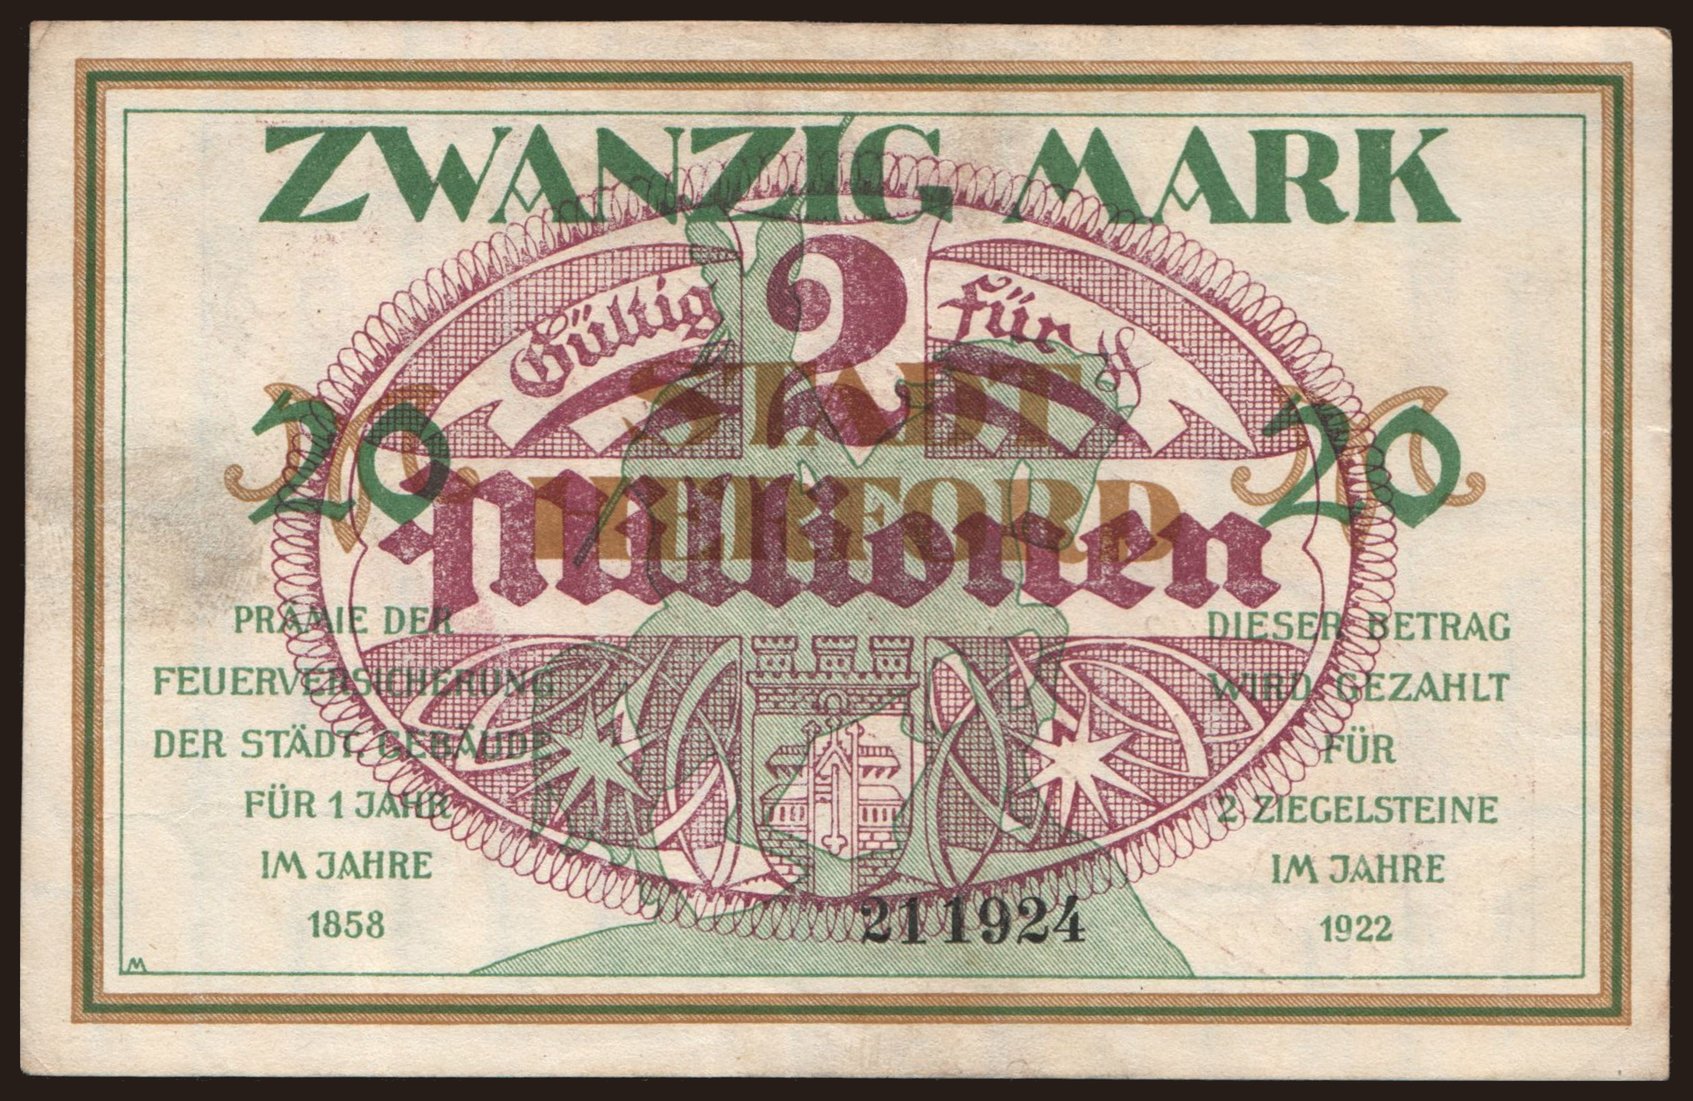 ZWANZIG MARK
Gültig 2 für
STADT
20 M 20 M
HERFORD
Millionen
PRÄMIE DER
FEUERVERSICHERUNG
DER STÄDT. GEBÄUDE
FÜR 1 JAHR
IM JAHRE
1858
DIESER BETRAG
WIRD GEZAHLT
FÜR
2 ZIEGELSTEINE
IM JAHRE
1922
211924
M